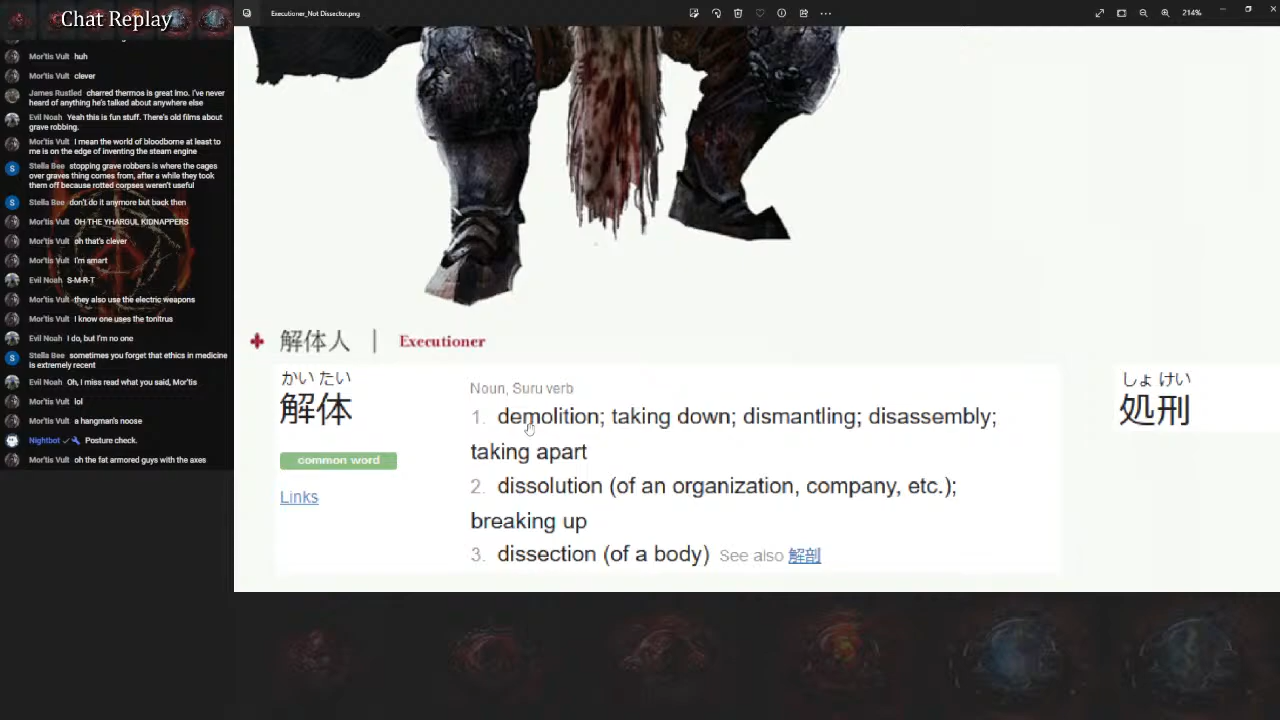 Chat Replay
Executioner_Not Dissector.png
214%
Mor'tis Vult huh
Mor'tis Vult clever
James Rustled charred thermos is great imo. I've never
heard of anything he's talked about anywhere else
Evil Noah Yeah this is fun stuff. There's old films about
grave robbing.
Mor'tis Vult I mean the world of bloodborne at least to
me is on the edge of inventing the steam engine
Stella Bee stopping grave robbers is where the cages
over graves thing comes from, after a while they took
them off because rotted corpses weren't useful
Stella Bee don't do it anymore but back then
Mor'tis Vult OH THE YHARGUL KIDNAPPERS
Mor'tis Vult oh that's clever
Mor'tis Vult I'm smart
Evil Noah S-M-R-T
Mor'tis Vult they also use the electric weapons
Mor'tis Vult I know one uses the tonitrus
Evil Noah I do, but I'm no one
Stella Bee sometimes you forget that ethics in medicine
is extremely recent
Evil Noah Oh, I miss read what you said, Mor'tis
Mor'tis Vult lol
Mor'tis Vult a hangman's noose
Nightbot Posture check.
Mor'tis Vult oh the fat armored guys with the axes
解体人 | Executioner
かい たい
解体
common word
Links
Noun, Suru verb
1. demolition; taking down; dismantling; disassembly;
taking apart
2. dissolution (of an organization, company, etc.);
breaking up
3. dissection (of a body) See also 解剖
しょ けい
処刑